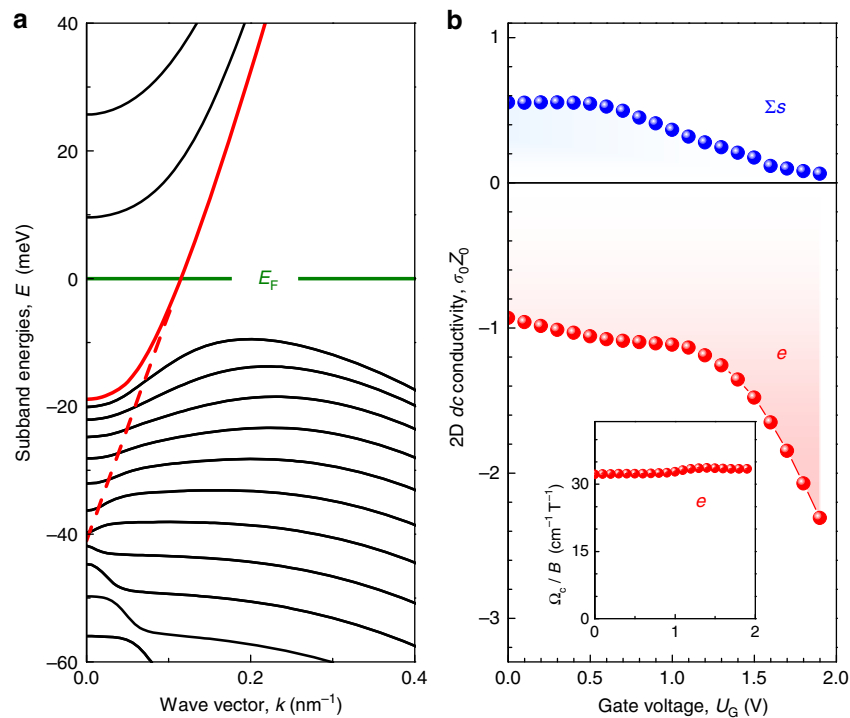 a
40
20
0
−20
−40
−60
Subband energies, E (meV)
E_F
0.0
0.2
0.4
Wave vector, k (nm⁻¹)
b
1
0
−1
−2
−3
2D dc conductivity, σ₀Z₀
Σs
e
30
15
0
Ω_c / B (cm⁻¹ T⁻¹)
e
0
1
2
0.0
0.5
1.0
1.5
2.0
Gate voltage, U_G (V)